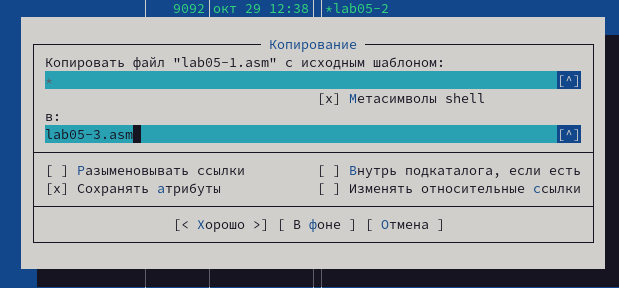 9092 окт 29 12:38 *lab05-2
Копирование
Копировать файл "lab05-1.asm" с исходным шаблоном:
* [^]
[x] Метасимволы shell
в:
lab05-3.asm [^]
[ ] Разыменовывать ссылки [ ] Внутрь подкаталога, если есть
[x] Сохранять атрибуты [ ] Изменять относительные ссылки
[< Хорошо >] [ В фоне ] [ Отмена ]